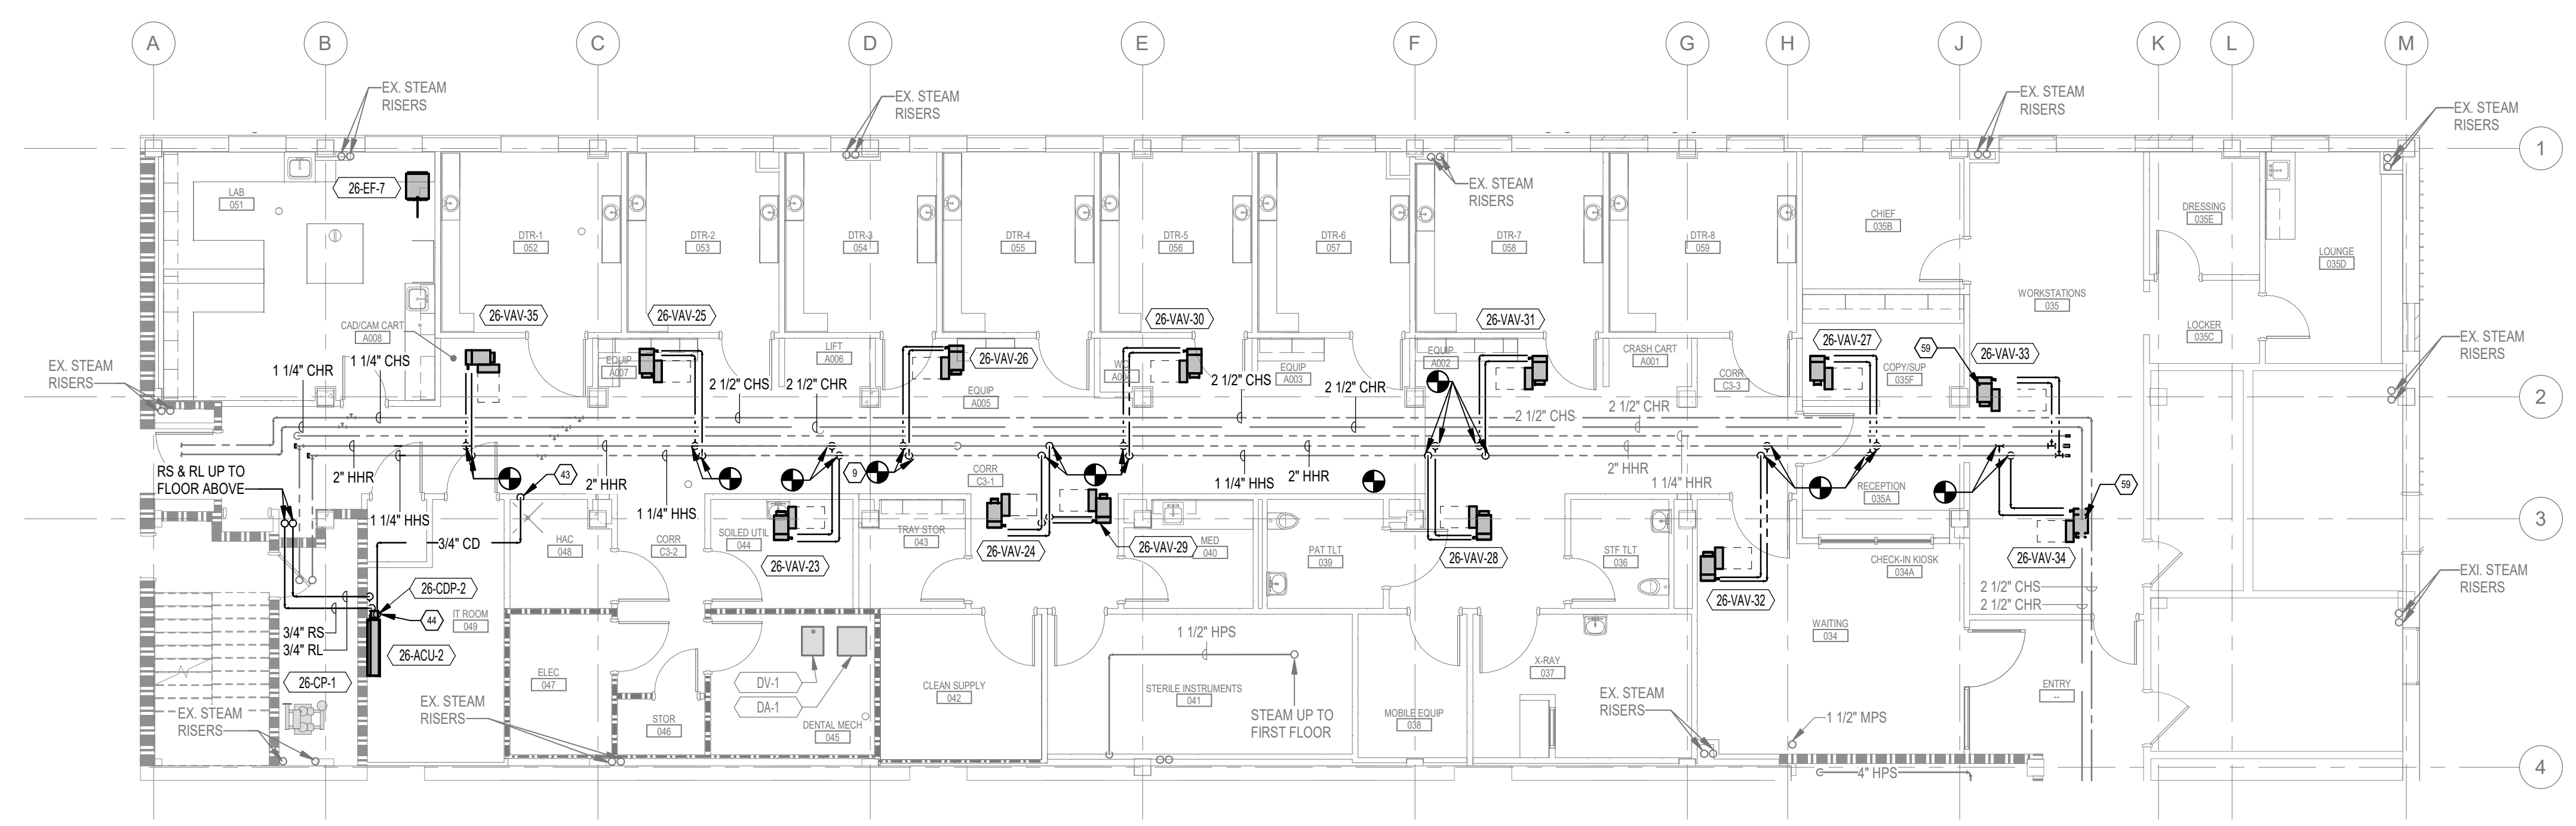 A
B
C
D
E
F
G
H
J
K
L
M
1
2
3
4
EX. STEAM
RISERS
EX. STEAM
RISERS
EX. STEAM
RISERS
EX. STEAM
RISERS
EX. STEAM
RISERS
LAB
051
26-EF-7
DTR-1
052
DTR-2
053
DTR-3
054
DTR-4
055
DTR-5
056
DTR-6
057
DTR-7
058
DTR-8
059
CHIEF
035B
DRESSING
035E
LOUNGE
035D
WORKSTATIONS
035
LOCKER
035C
CAD/CAM CART
A008
26-VAV-35
26-VAV-25
26-VAV-30
26-VAV-31
26-VAV-27
59
26-VAV-33
EX. STEAM
RISERS
EX. STEAM
RISERS
1 1/4" CHR
1 1/4" CHS
EQUIP
A007
LIFT
A006
26-VAV-26
EQUIP
A005
EQUIP
A003
EQUIP
A002
CRASH CART
A001
CORR
C3-3
COPY/SUP
035F
2 1/2" CHS
2 1/2" CHR
2 1/2" CHS
2 1/2" CHR
2 1/2" CHS
2 1/2" CHR
RS & RL UP TO
FLOOR ABOVE
2" HHR
1 1/4" HHS
43
2" HHR
1 1/4" HHS
9
CORR
C3-1
1 1/4" HHS
2" HHR
2" HHR
1 1/4" HHR
RECEPTION
035A
59
3/4" CD
HAC
048
CORR
C3-2
SOILED UTIL
044
26-VAV-23
TRAY STOR
043
26-VAV-24
26-VAV-29
MED
040
PAT TLT
039
26-VAV-28
STF TLT
036
26-VAV-32
CHECK-IN KIOSK
034A
26-VAV-34
2 1/2" CHS
2 1/2" CHR
EXI. STEAM
RISERS
26-CDP-2
44
IT ROOM
049
3/4" RS
3/4" RL
26-ACU-2
26-CP-1
EX. STEAM
RISERS
EX. STEAM
RISERS
ELEC
047
STOR
046
DV-1
DA-1
DENTAL MECH
045
CLEAN SUPPLY
042
1 1/2" HPS
STERILE INSTRUMENTS
041
STEAM UP TO
FIRST FLOOR
MOBILE EQUIP
038
X-RAY
037
EX. STEAM
RISERS
WAITING
034
ENTRY
--
1 1/2" MPS
4" HPS